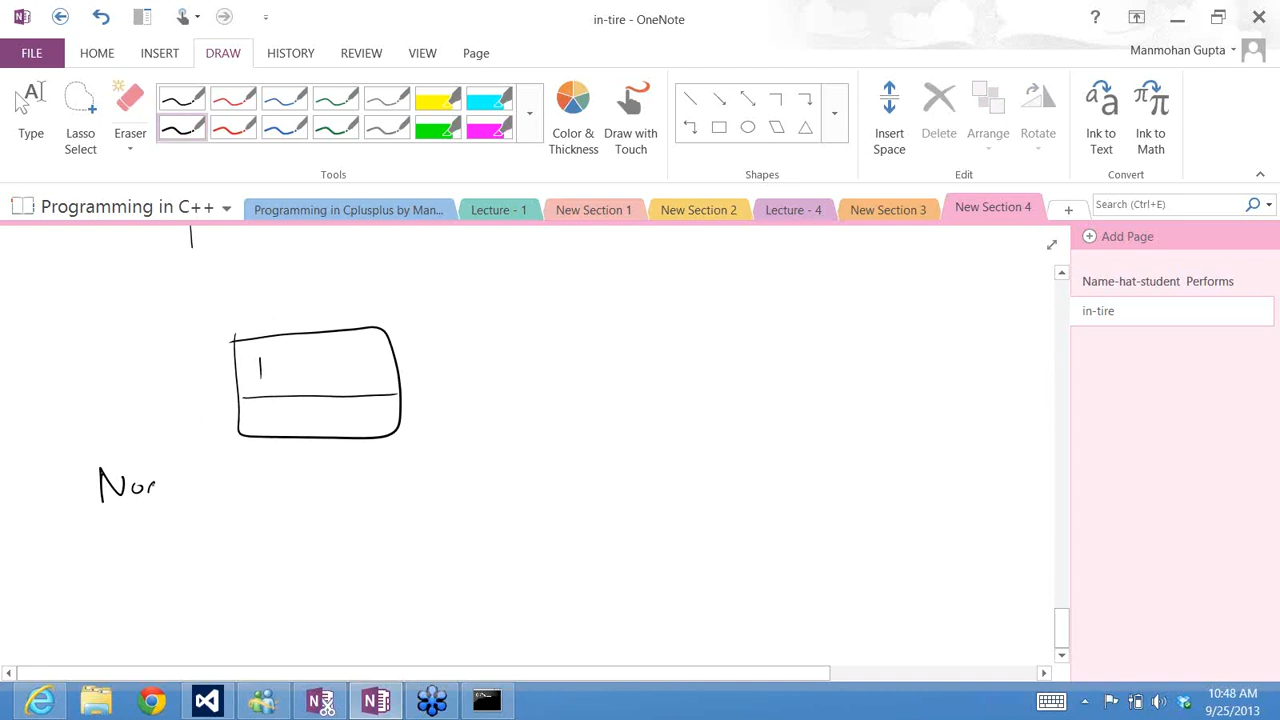 in-tire - OneNote
?
FILE
HOME
INSERT
DRAW
HISTORY
REVIEW
VIEW
Page
Manmohan Gupta
Type
Lasso Select
Eraser
Color & Thickness
Draw with Touch
Insert Space
Delete
Arrange
Rotate
Ink to Text
Ink to Math
Tools
Shapes
Edit
Convert
Programming in C++
Programming in Cplusplus by Man...
Lecture - 1
New Section 1
New Section 2
Lecture - 4
New Section 3
New Section 4
Search (Ctrl+E)
Add Page
Name-hat-student Performs
in-tire
Nor
10:48 AM
9/25/2013